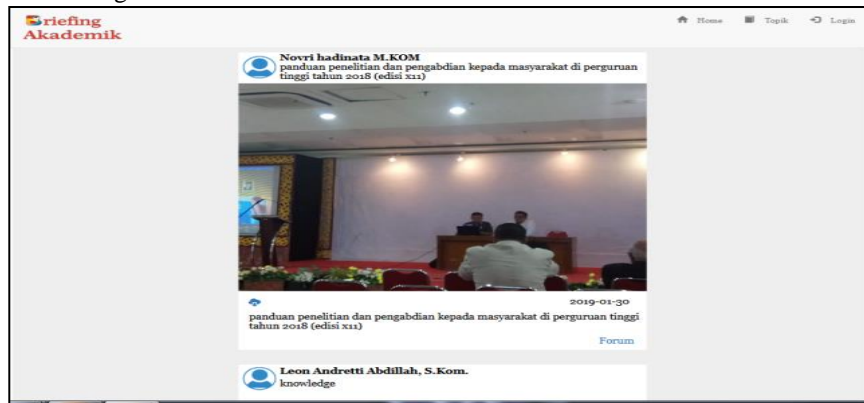 Briefing
Akademik
Home
Topik
Login
Novri hadinata M.KOM
panduan penelitian dan pengabdian kepada masyarakat di perguruan
tinggi tahun 2018 (edisi x11)
2019-01-30
panduan penelitian dan pengabdian kepada masyarakat di perguruan tinggi
tahun 2018 (edisi x11)
Forum
Leon Andretti Abdillah, S.Kom.
knowledge